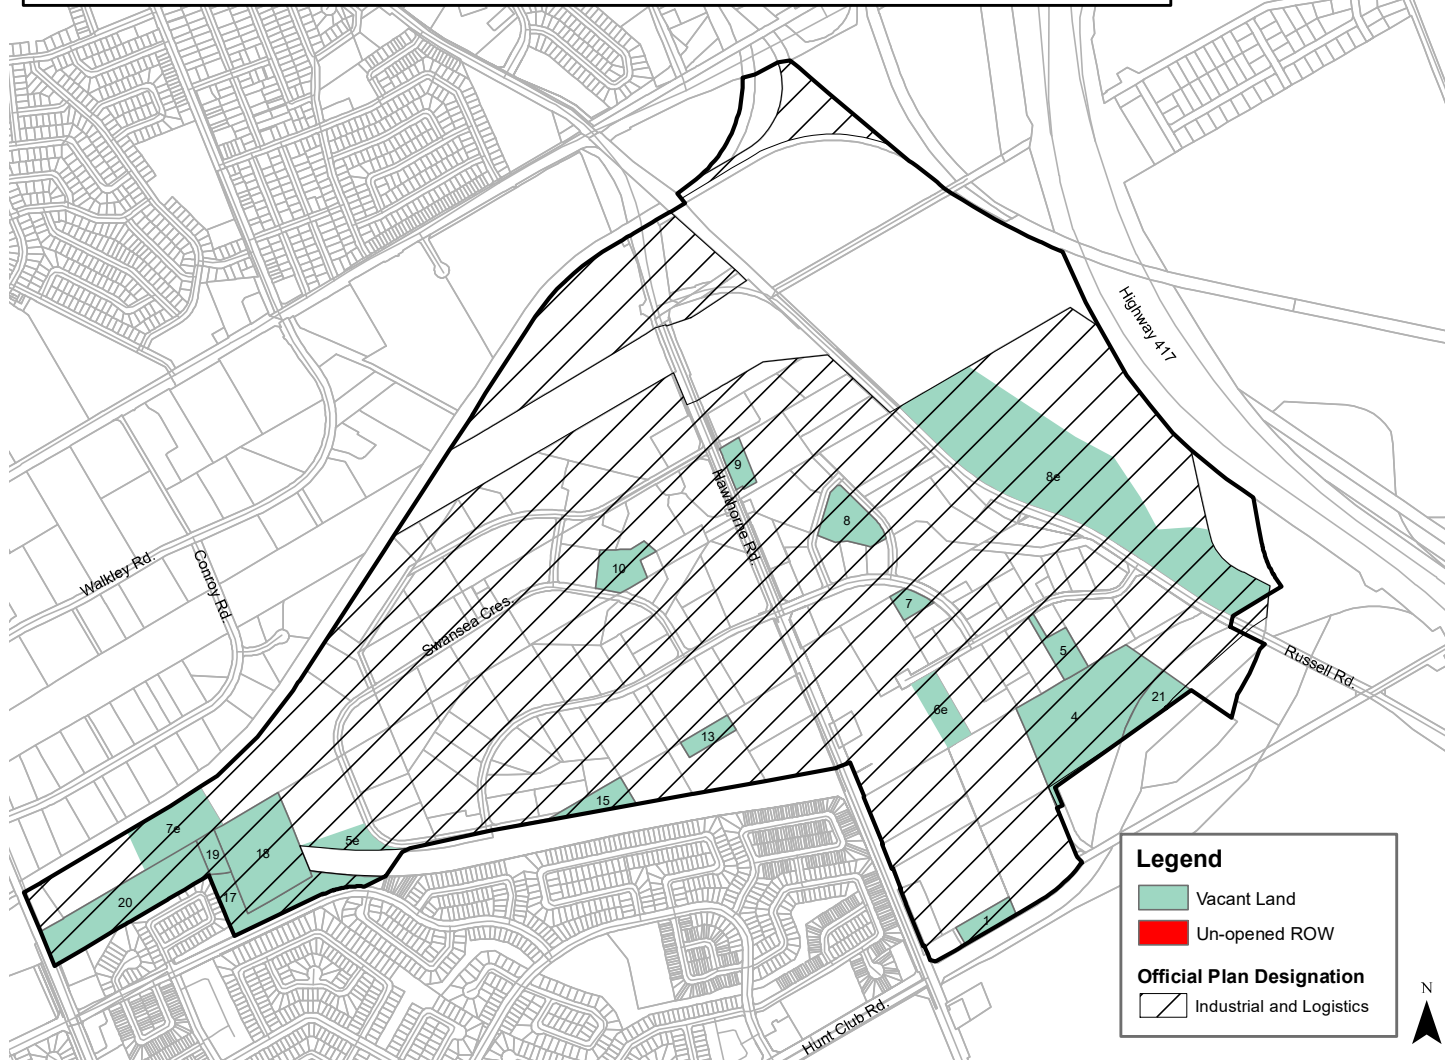 Highway 417
8e
9
Hawthorne Rd.
8
10
Walkley Rd.
Conroy Rd.
Swansea Cres.
7
5
Russell Rd.
21
4
6e
13
15
7e
5e
19
18
17
20
1
Hunt Club Rd.
Legend
Vacant Land
Un-opened ROW
Official Plan Designation
Industrial and Logistics
N